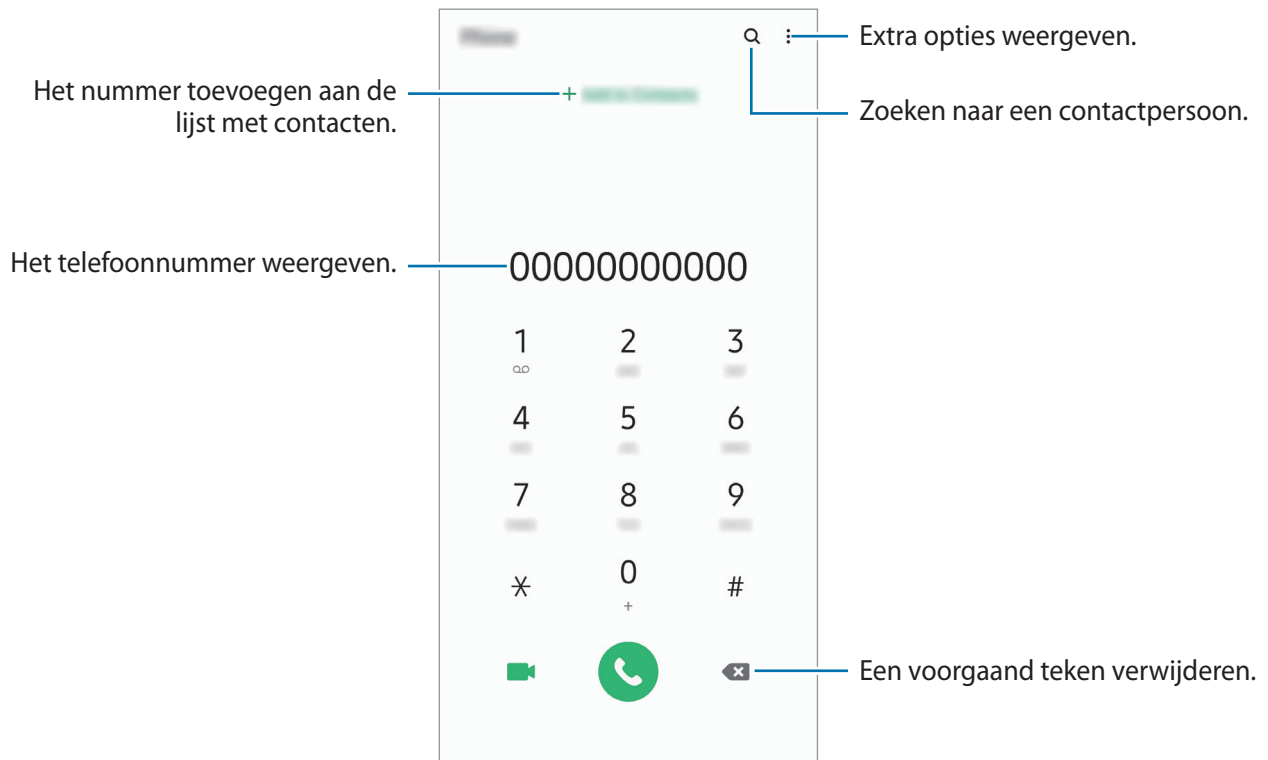 Extra opties weergeven.
Het nummer toevoegen aan de
lijst met contacten.
+
Zoeken naar een contactpersoon.
Het telefoonnummer weergeven.
00000000000
1 2 3
4 5 6
7 8 9
* 0 #
+
Een voorgaand teken verwijderen.